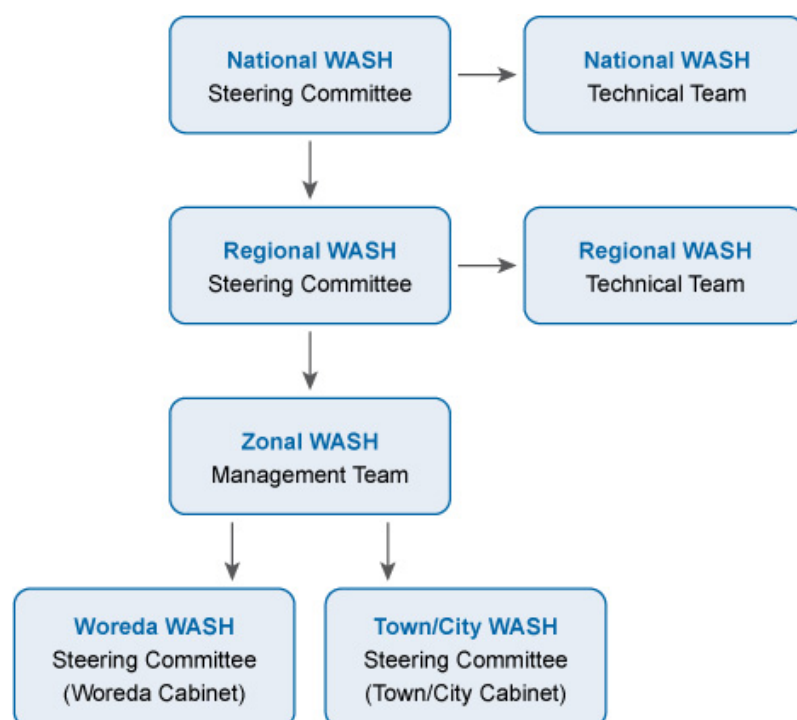 National WASH
Steering Committee
National WASH
Technical Team
Regional WASH
Steering Committee
Regional WASH
Technical Team
Zonal WASH
Management Team
Woreda WASH
Steering Committee
(Woreda Cabinet)
Town/City WASH
Steering Committee
(Town/City Cabinet)